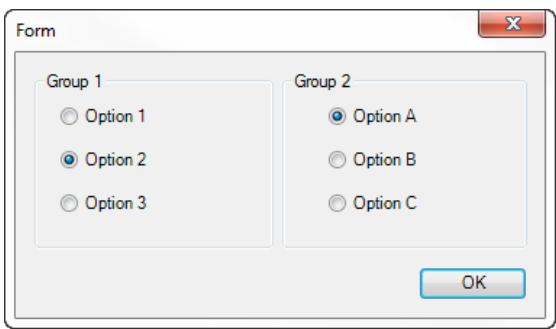 Form
Group 1
Option 1
Option 2
Option 3
Group 2
Option A
Option B
Option C
OK